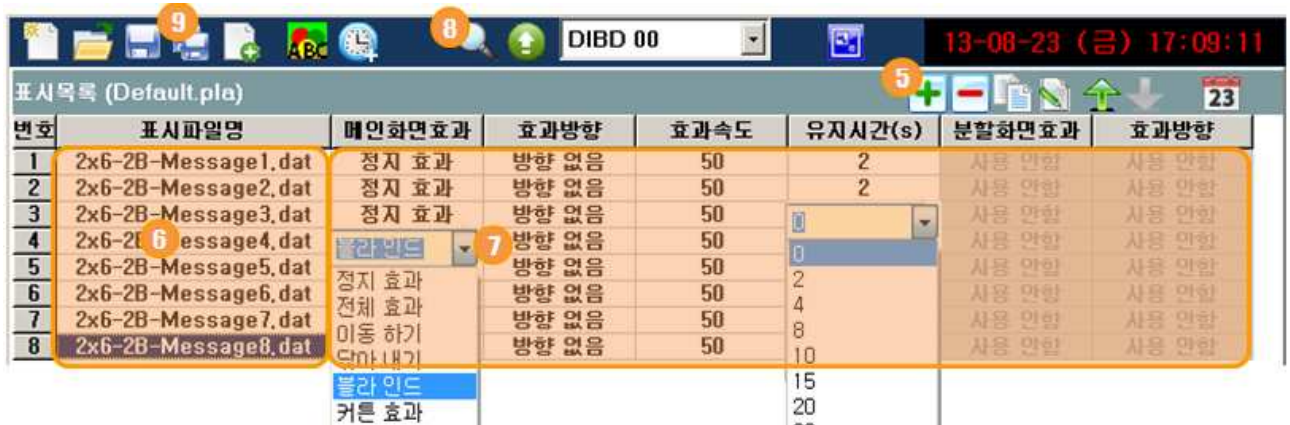 9
8
ABC
DIBD 00
13-08-23 (금) 17:09:11
표시목록 (Default.pla)
5
23
번호 표시파일명 메인화면효과 효과방향 효과속도 유지시간(s) 분할화면효과 효과방향
1 2x6-2B-Message1.dat 정지 효과 방향 없음 50 2 사용 안함 사용 안함
2 2x6-2B-Message2.dat 정지 효과 방향 없음 50 2 사용 안함 사용 안함
3 2x6-2B-Message3.dat 정지 효과 방향 없음 50 0 사용 안함 사용 안함
4 2x6-2B-Message4.dat 블라인드 방향 없음 50 사용 안함 사용 안함
5 2x6-2B-Message5.dat 방향 없음 50 사용 안함 사용 안함
6 2x6-2B-Message6.dat 방향 없음 50 사용 안함 사용 안함
7 2x6-2B-Message7.dat 방향 없음 50 사용 안함 사용 안함
8 2x6-2B-Message8.dat 방향 없음 50 사용 안함 사용 안함
6
7
정지 효과
전체 효과
이동 하기
닦아 내기
블라인드
커튼 효과
0
2
4
8
10
15
20